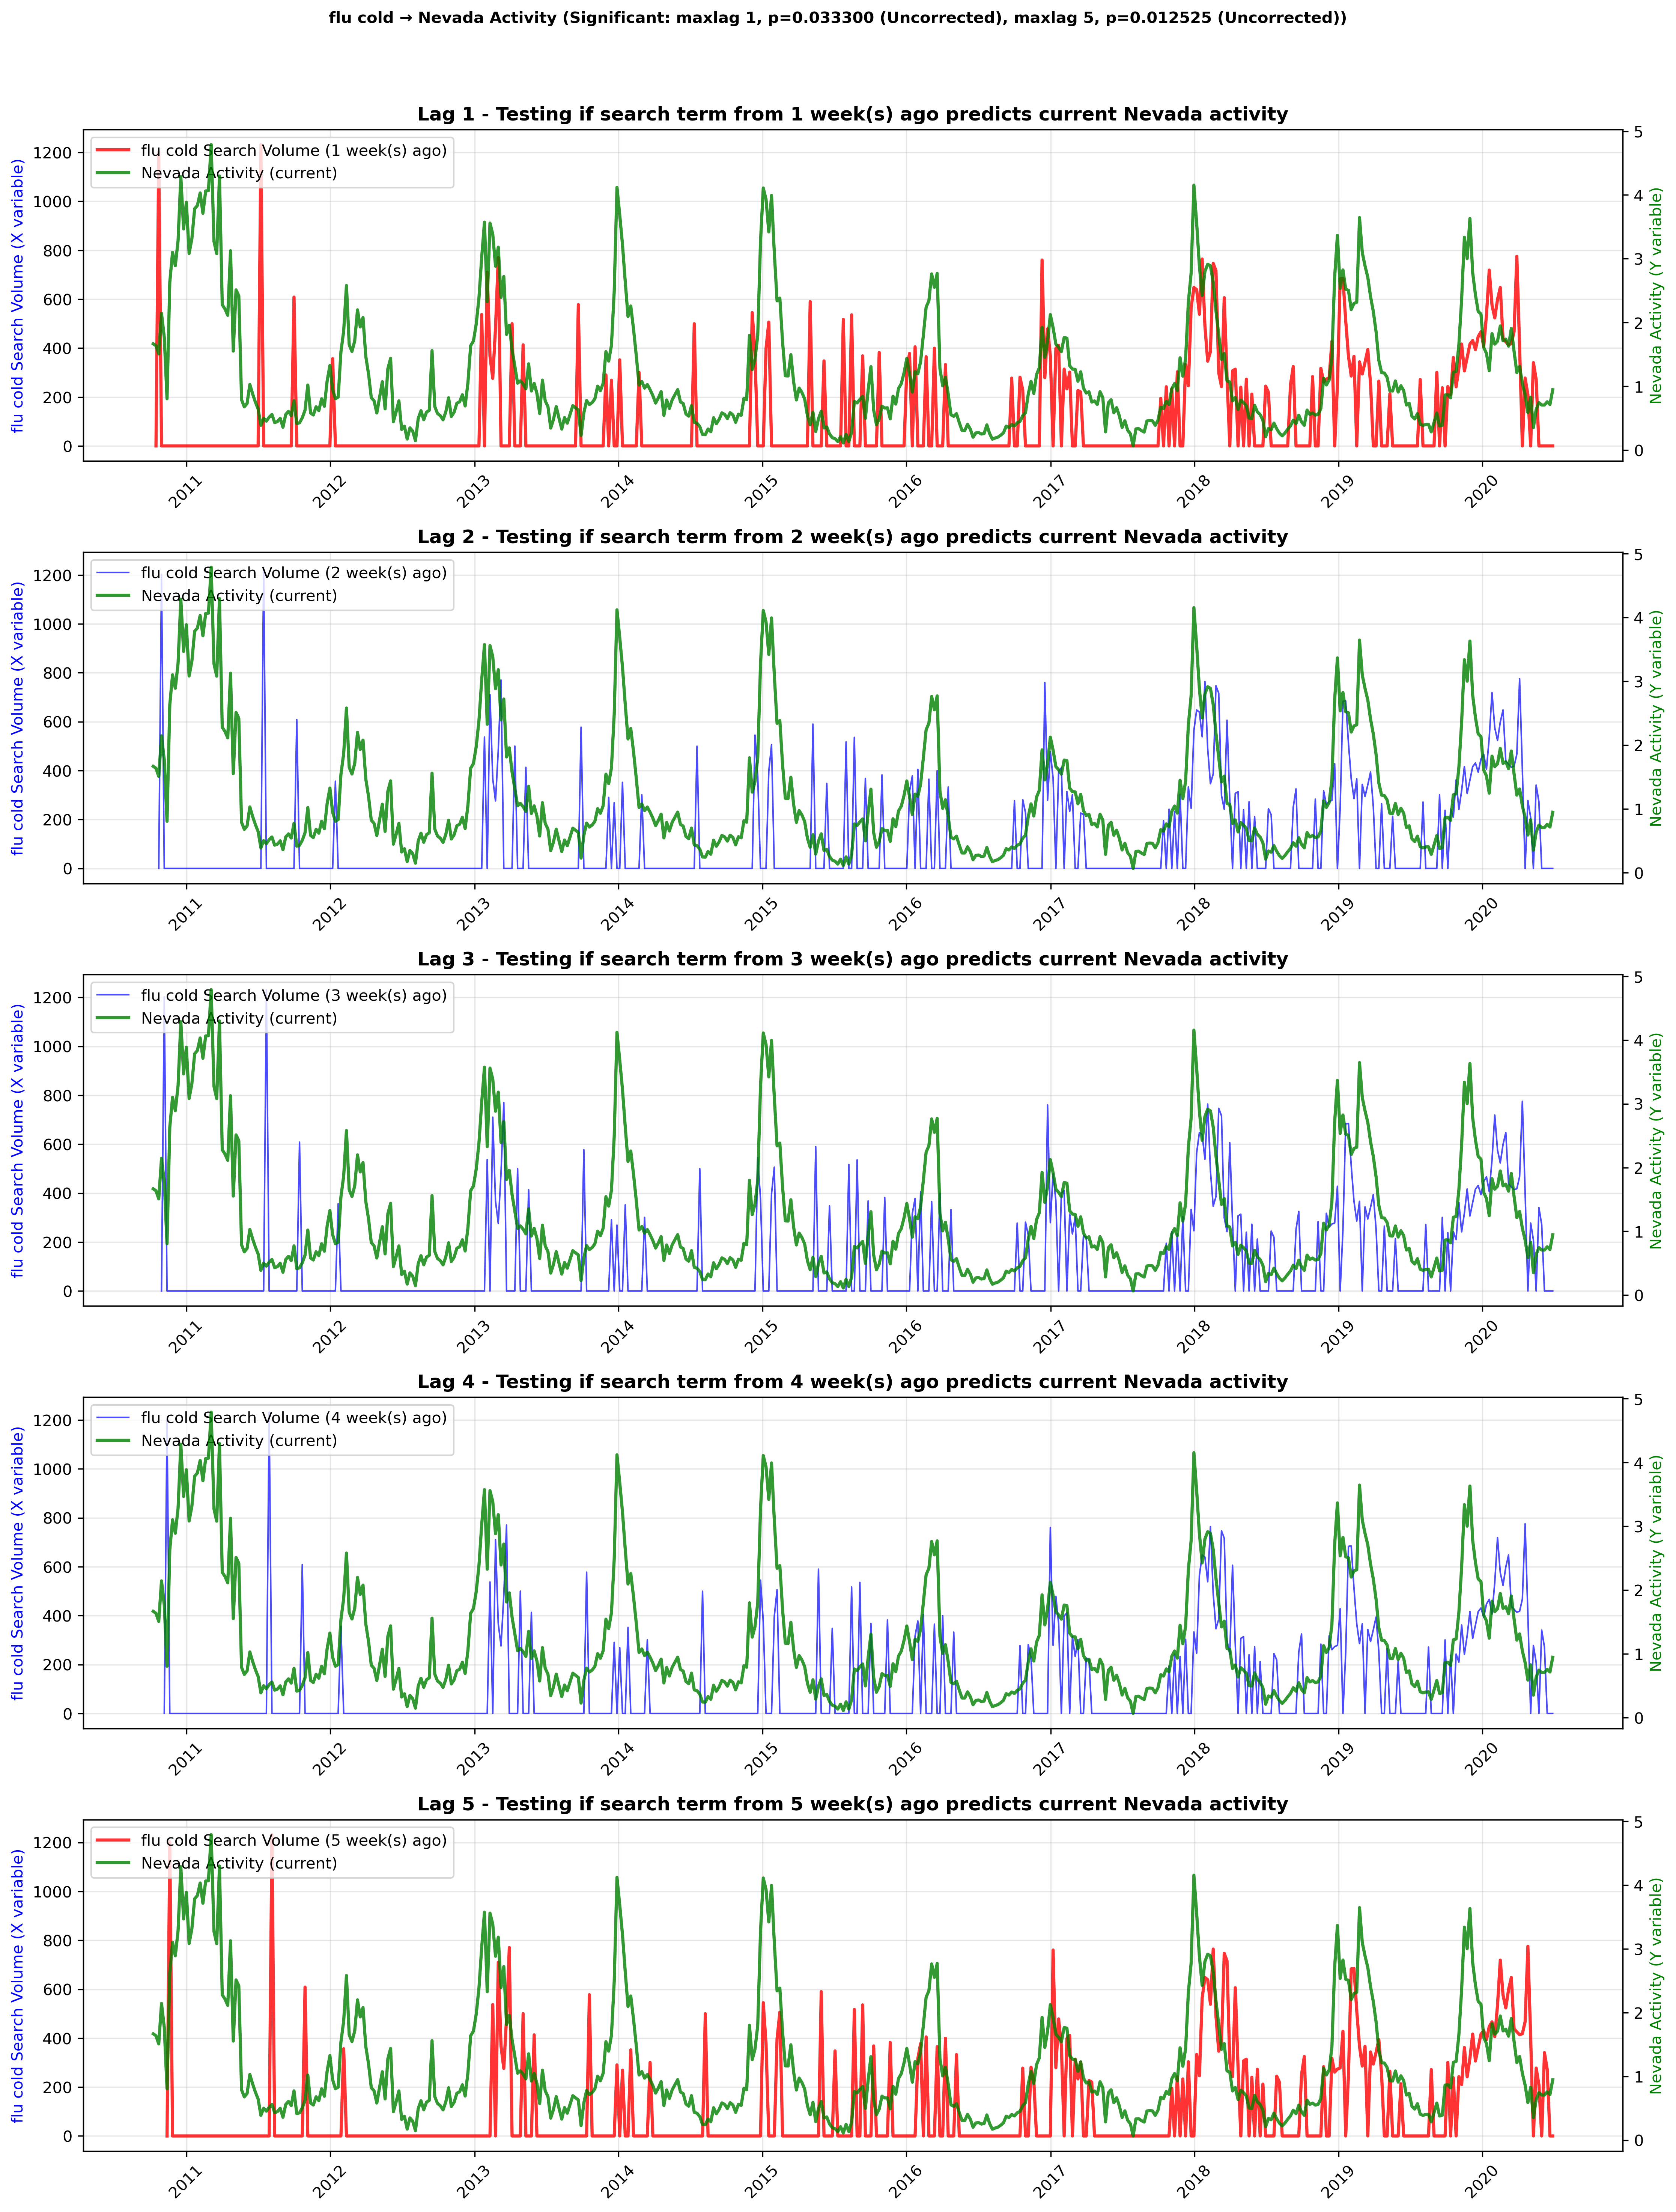 flu cold → Nevada Activity (Significant: maxlag 1, p=0.033300 (Uncorrected), maxlag 5, p=0.012525 (Uncorrected))
Lag 1 - Testing if search term from 1 week(s) ago predicts current Nevada activity
flu cold Search Volume (1 week(s) ago)
Nevada Activity (current)
flu cold Search Volume (X variable)
1200
1000
800
600
400
200
0
5
4
3
2
1
0
Nevada Activity (Y variable)
2011 2012 2013 2014 2015 2016 2017 2018 2019 2020
Lag 2 - Testing if search term from 2 week(s) ago predicts current Nevada activity
flu cold Search Volume (2 week(s) ago)
Nevada Activity (current)
flu cold Search Volume (X variable)
1200
1000
800
600
400
200
0
5
4
3
2
1
0
Nevada Activity (Y variable)
2011 2012 2013 2014 2015 2016 2017 2018 2019 2020
Lag 3 - Testing if search term from 3 week(s) ago predicts current Nevada activity
flu cold Search Volume (3 week(s) ago)
Nevada Activity (current)
flu cold Search Volume (X variable)
1200
1000
800
600
400
200
0
5
4
3
2
1
0
Nevada Activity (Y variable)
2011 2012 2013 2014 2015 2016 2017 2018 2019 2020
Lag 4 - Testing if search term from 4 week(s) ago predicts current Nevada activity
flu cold Search Volume (4 week(s) ago)
Nevada Activity (current)
flu cold Search Volume (X variable)
1200
1000
800
600
400
200
0
5
4
3
2
1
0
Nevada Activity (Y variable)
2011 2012 2013 2014 2015 2016 2017 2018 2019 2020
Lag 5 - Testing if search term from 5 week(s) ago predicts current Nevada activity
flu cold Search Volume (5 week(s) ago)
Nevada Activity (current)
flu cold Search Volume (X variable)
1200
1000
800
600
400
200
0
5
4
3
2
1
0
Nevada Activity (Y variable)
2011 2012 2013 2014 2015 2016 2017 2018 2019 2020